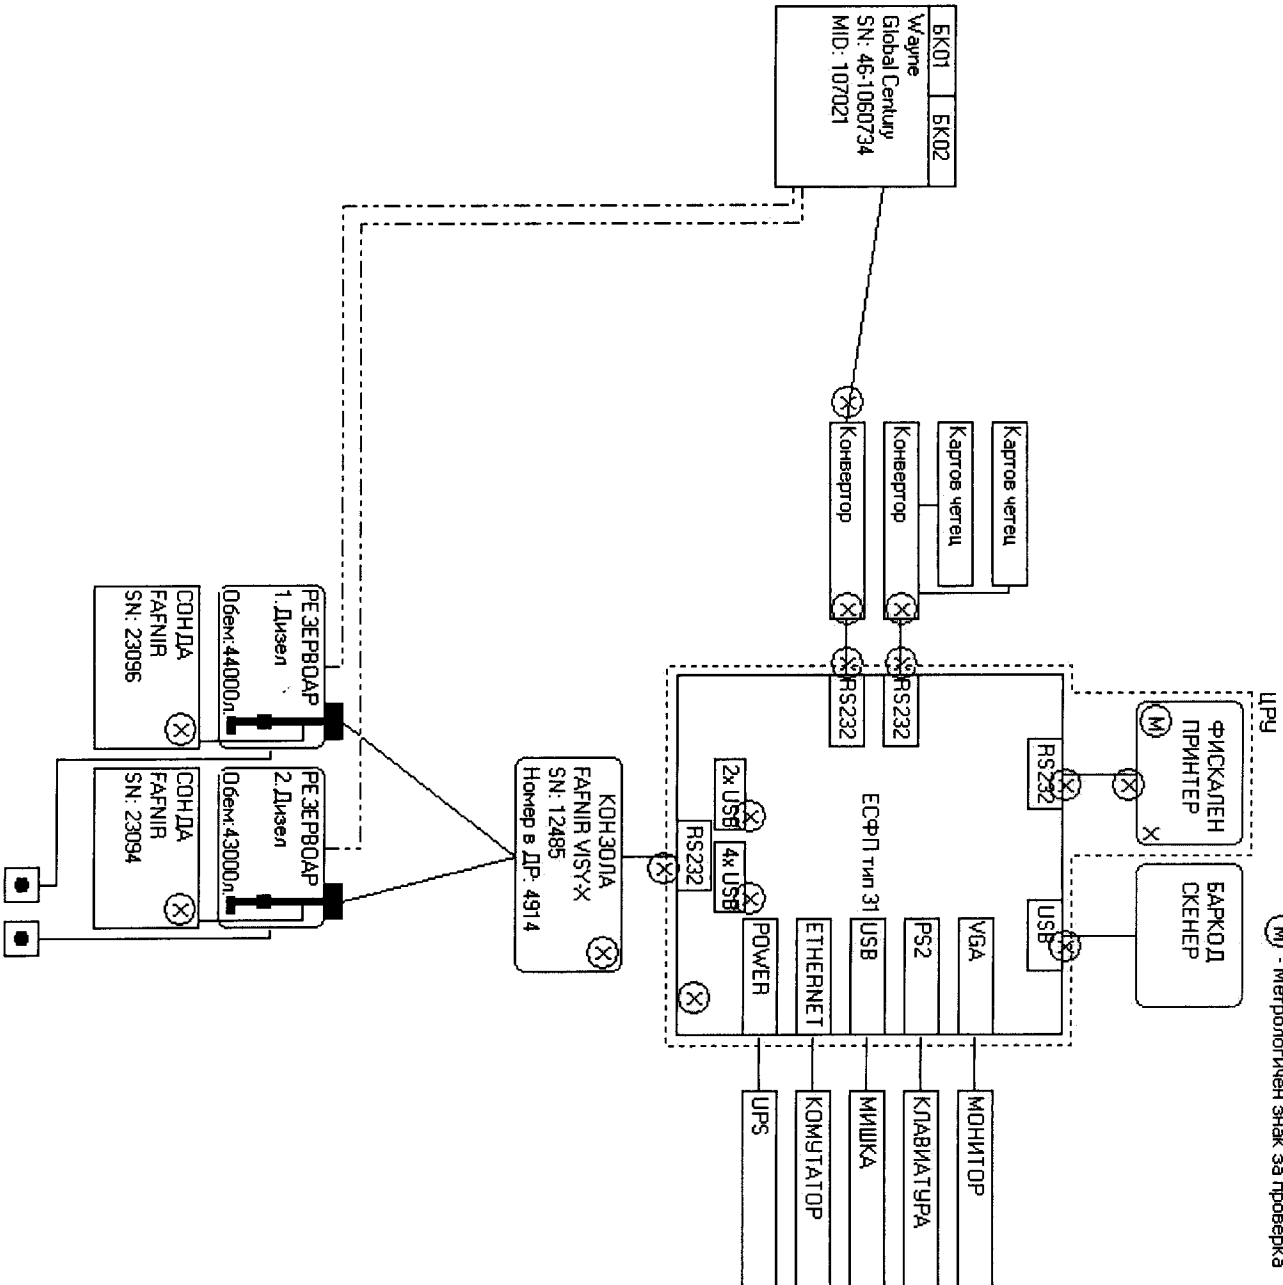 (M) - Метрологичен знак за проверка
ЦРУ
ФИСКАЛЕН
ПРИНТЕР
М
X
БАРКОД
СКЕНЕР
X
X
X
RS232
USB
Картов четец
Картов четец
Конвертор
X
X
RS232
X
Конвертор
X
X
RS232
ЕСФП тип 31
VGA
МОНИТОР
PS2
КЛАВИАТУРА
USB
МИШКА
ETHERNET
КОМУТАТОР
POWER
UPS
2x USB
X
4x USB
X
RS232
X
X
БК01
БК02
Wayne
Global Century
SN: 46-1060734
MID: 107021
КОНЗОЛА
FAFNIR VISY-X
SN: 12485
Номер в ДР: 4914
X
РЕЗЕРВОАР
1. Дизел
Обем:44000л.
СОНДА
FAFNIR
SN: 23096
X
РЕЗЕРВОАР
2. Дизел
Обем:43000л.
СОНДА
FAFNIR
SN: 23094
X